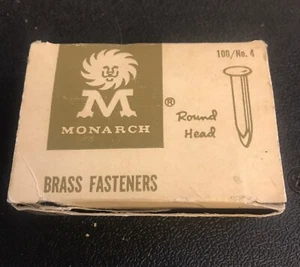 100/No. 4
M
®
MONARCH
Round
Head
BRASS FASTENERS